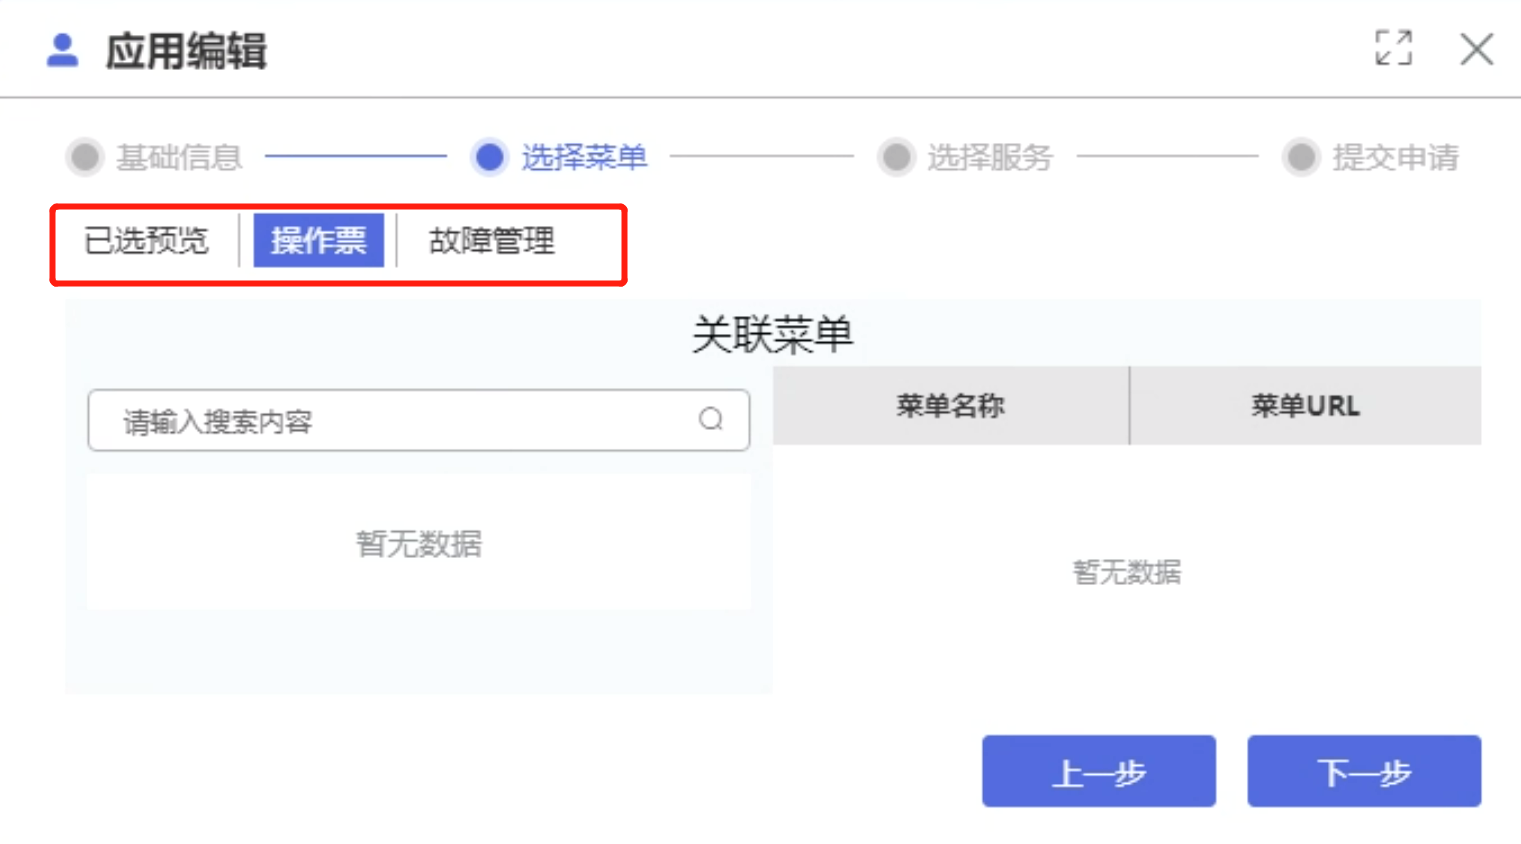 应用编辑
基础信息 选择菜单 选择服务 提交申请
已选预览 操作票 故障管理
关联菜单
请输入搜索内容 菜单名称 菜单URL
暂无数据 暂无数据
上一步 下一步